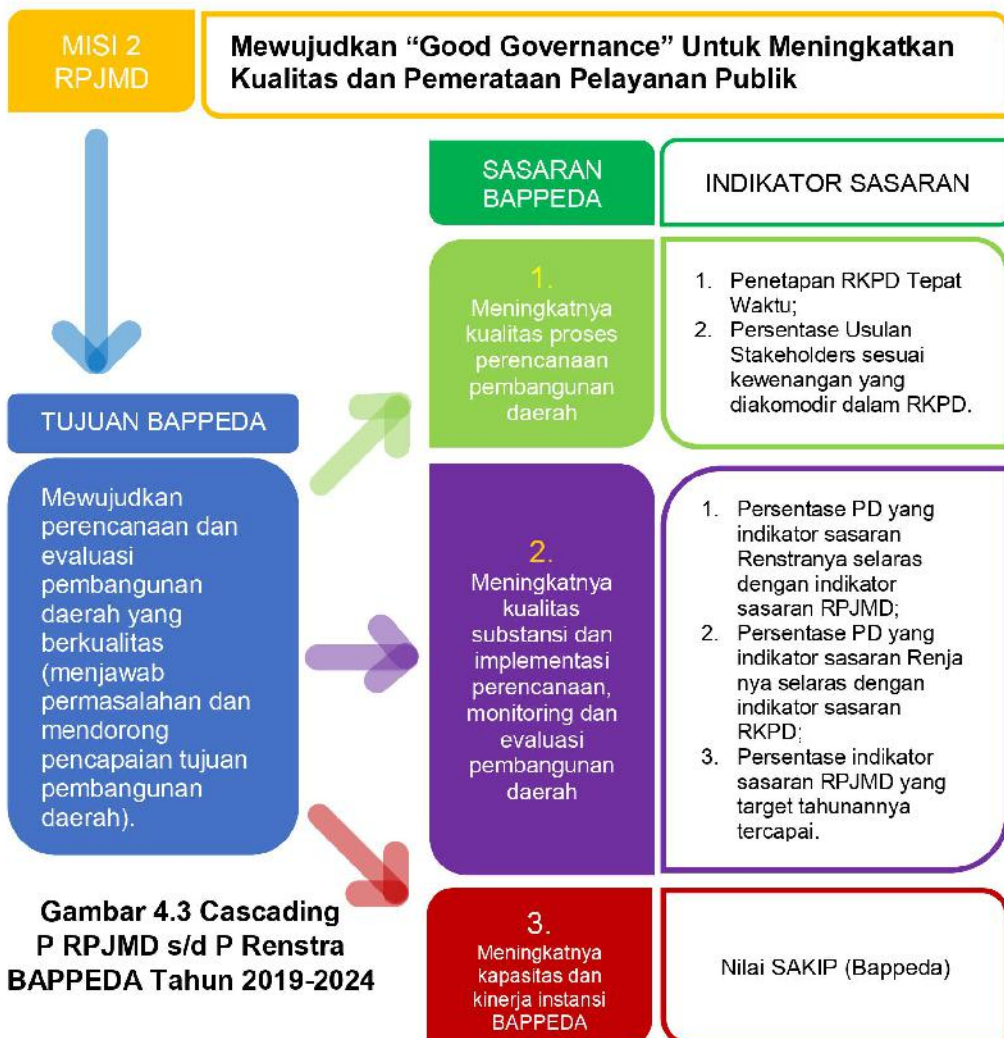 MISI 2
RPJMD
Mewujudkan “Good Governance” Untuk Meningkatkan
Kualitas dan Pemerataan Pelayanan Publik
SASARAN
BAPPEDA
INDIKATOR SASARAN
1.
Meningkatnya
kualitas proses
perencanaan
pembangunan
daerah
1. Penetapan RKPD Tepat
Waktu;
2. Persentase Usulan
Stakeholders sesuai
kewenangan yang
diakomodir dalam RKPD.
TUJUAN BAPPEDA
Mewujudkan
perencanaan dan
evaluasi
pembangunan
daerah yang
berkualitas
(menjawab
permasalahan dan
mendorong
pencapaian tujuan
pembangunan
daerah).
2.
Meningkatnya
kualitas
substansi dan
implementasi
perencanaan,
monitoring dan
evaluasi
pembangunan
daerah
1. Persentase PD yang
indikator sasaran
Renstranya selaras
dengan indikator
sasaran RPJMD;
2. Persentase PD yang
indikator sasaran Renja
nya selaras dengan
indikator sasaran
RKPD;
3. Persentase indikator
sasaran RPJMD yang
target tahunannya
tercapai.
3.
Meningkatnya
kapasitas dan
kinerja instansi
BAPPEDA
Nilai SAKIP (Bappeda)
Gambar 4.3 Cascading
P RPJMD s/d P Renstra
BAPPEDA Tahun 2019-2024